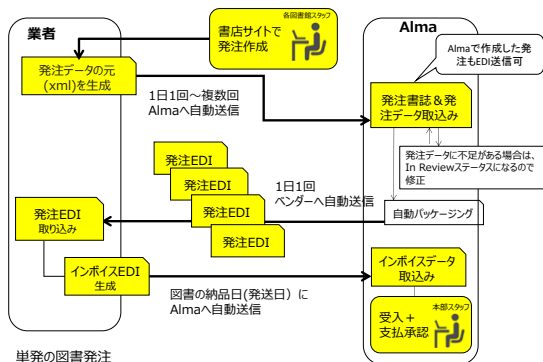 業者
各図書館スタッフ
書店サイトで
発注作成
Alma
Almaで作成した発
注もEDI送信可
発注データの元
(xml)を生成
1日1回～複数回
Almaへ自動送信
発注書誌＆発
注データ取込み
発注データに不足がある場合は、
In Reviewステータスになるので
修正
発注EDI
発注EDI
発注EDI
発注EDI
1日1回
ベンダーへ自動送信
自動パッケージング
発注EDI
取り込み
インボイスEDI
生成
インボイスデータ
取込み
図書の納品日(発送日）に
Almaへ自動送信
本部スタッフ
受入＋
支払承認
単発の図書発注